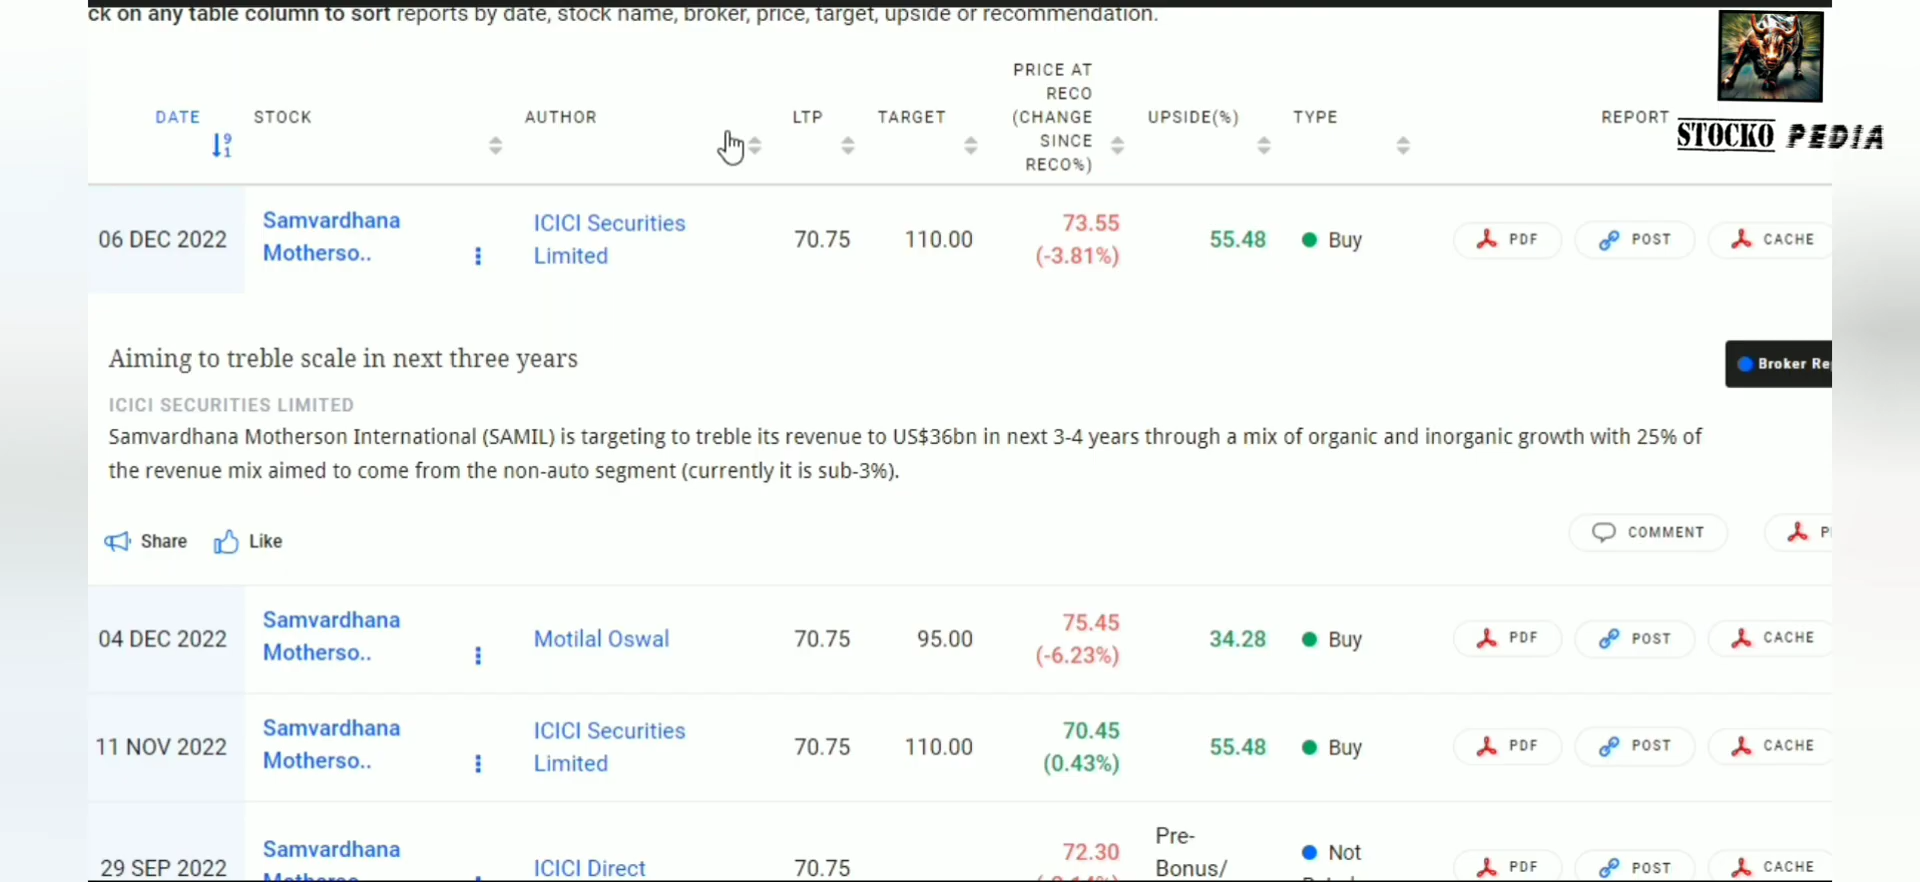 ck on any table column to sort reports by date, stock name, broker, price, target, upside or recommendation.
DATE STOCK AUTHOR LTP TARGET PRICE AT RECO (CHANGE SINCE RECO%) UPSIDE(%) TYPE REPORT
STOCKO PEDIA
06 DEC 2022 Samvardhana Motherso.. ICICI Securities Limited 70.75 110.00 73.55 (-3.81%) 55.48 Buy PDF POST CACHE
Aiming to treble scale in next three years
Broker Re
ICICI SECURITIES LIMITED
Samvardhana Motherson International (SAMIL) is targeting to treble its revenue to US$36bn in next 3-4 years through a mix of organic and inorganic growth with 25% of
the revenue mix aimed to come from the non-auto segment (currently it is sub-3%).
Share Like COMMENT P
04 DEC 2022 Samvardhana Motherso.. Motilal Oswal 70.75 95.00 75.45 (-6.23%) 34.28 Buy PDF POST CACHE
11 NOV 2022 Samvardhana Motherso.. ICICI Securities Limited 70.75 110.00 70.45 (0.43%) 55.48 Buy PDF POST CACHE
29 SEP 2022 Samvardhana ICICI Direct 70.75 72.30 Pre-Bonus/ Not PDF POST CACHE